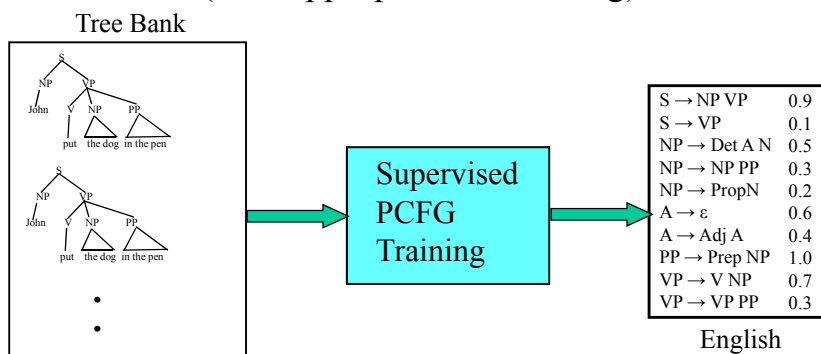 Tree Bank
S
NP VP
John V NP PP
put the dog in the pen
S
NP VP
John V NP PP
put the dog in the pen
Supervised
PCFG
Training
S → NP VP 0.9
S → VP 0.1
NP → Det A N 0.5
NP → NP PP 0.3
NP → PropN 0.2
A → ε 0.6
A → Adj A 0.4
PP → Prep NP 1.0
VP → V NP 0.7
VP → VP PP 0.3
English